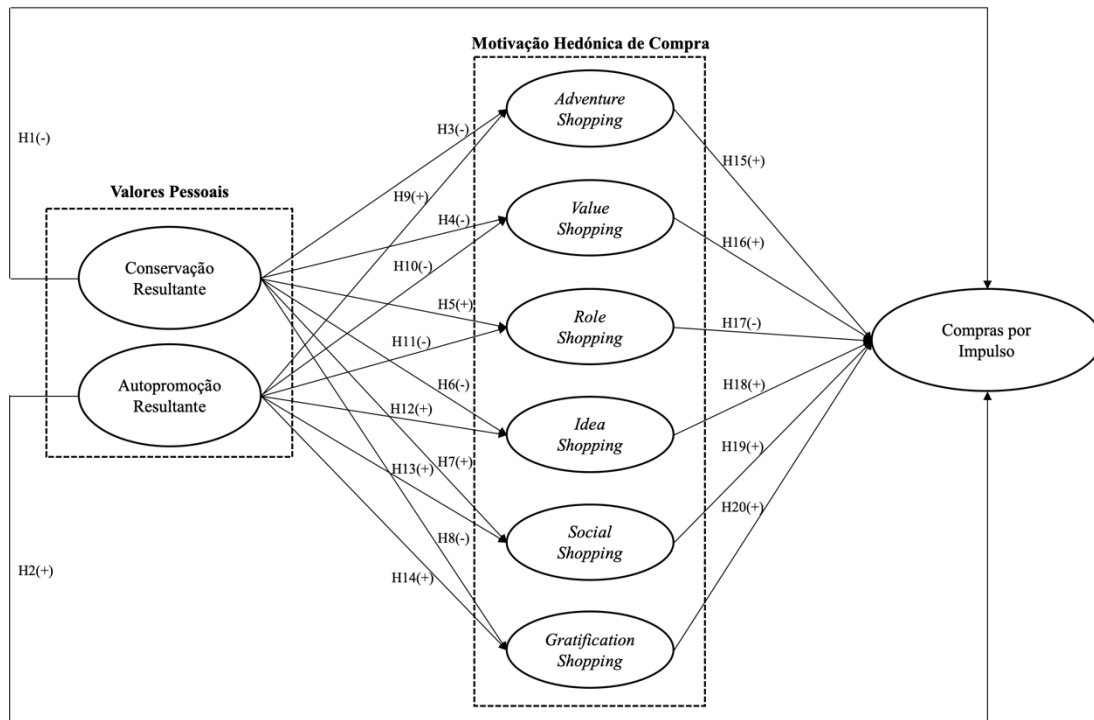 Motivação Hedónica de Compra
Adventure
Shopping
H1(-)
H3(-)
H15(+)
Valores Pessoais
H9(+)
Value
Shopping
H4(-)
H16(+)
Conservação
Resultante
H10(-)
H5(+)
Role
Shopping
H17(-)
Compras por
Impulso
H11(-)
Autopromoção
Resultante
H6(-)
H18(+)
H12(+)
Idea
Shopping
H19(+)
H7(+)
H13(+)
H20(+)
Social
Shopping
H8(-)
H2(+)
H14(+)
Gratification
Shopping